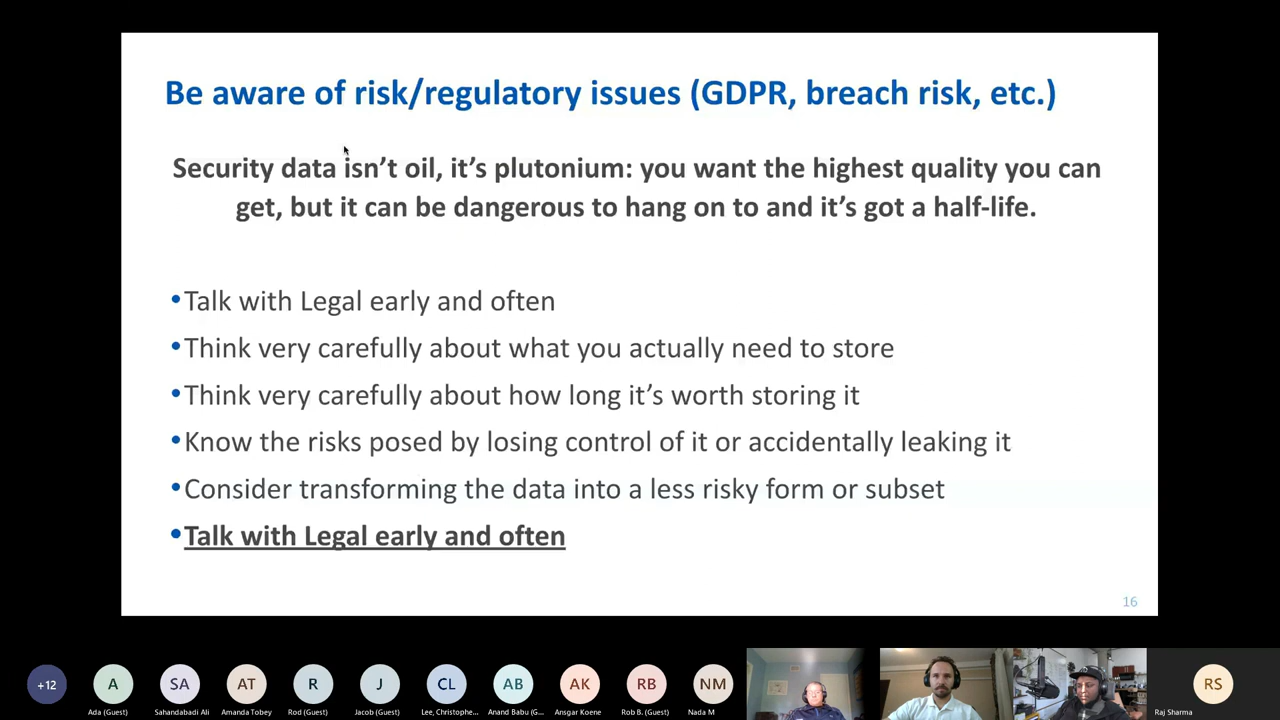 Be aware of risk/regulatory issues (GDPR, breach risk, etc.)
Security data isn't oil, it's plutonium: you want the highest quality you can
get, but it can be dangerous to hang on to and it's got a half-life.
•Talk with Legal early and often
•Think very carefully about what you actually need to store
•Think very carefully about how long it's worth storing it
•Know the risks posed by losing control of it or accidentally leaking it
•Consider transforming the data into a less risky form or subset
•Talk with Legal early and often
16
+12 A SA AT R J CL AB AK RB NM RS
Ada (Guest) Sahandabadi Ali Amanda Tobey Rod (Guest) Jacob (Guest) Lee, Christophe... Anand Babu (G... Ansgar Koene Rob B. (Guest) Nada M Raj Sharma